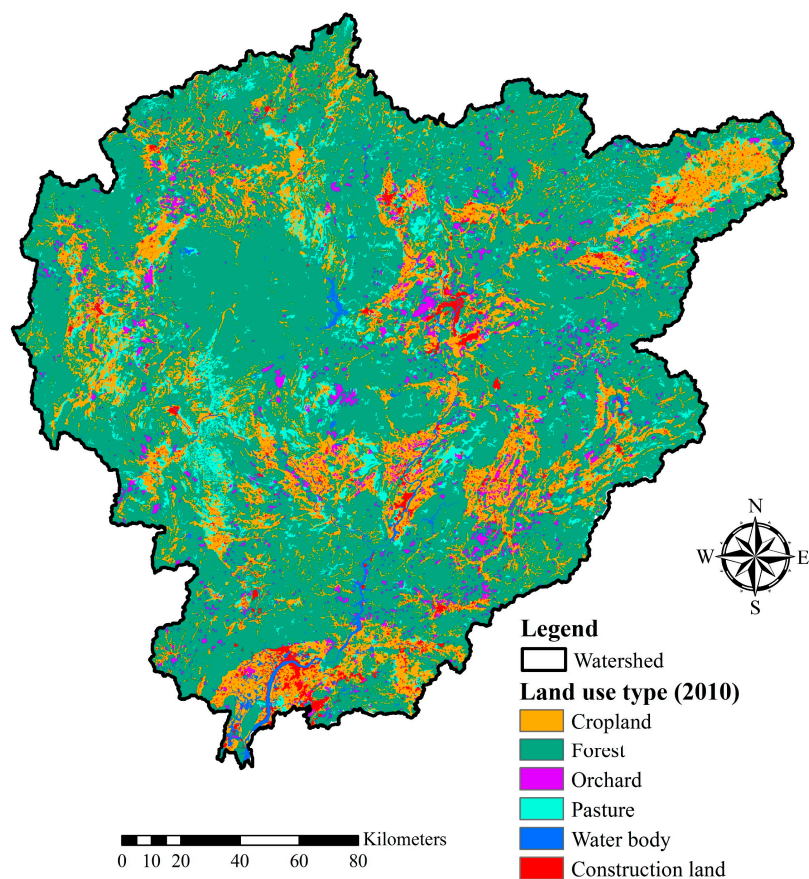 N
W E
S
Legend
Watershed
Land use type (2010)
Cropland
Forest
Orchard
Pasture
Water body
Construction land
Kilometers
0 10 20 40 60 80